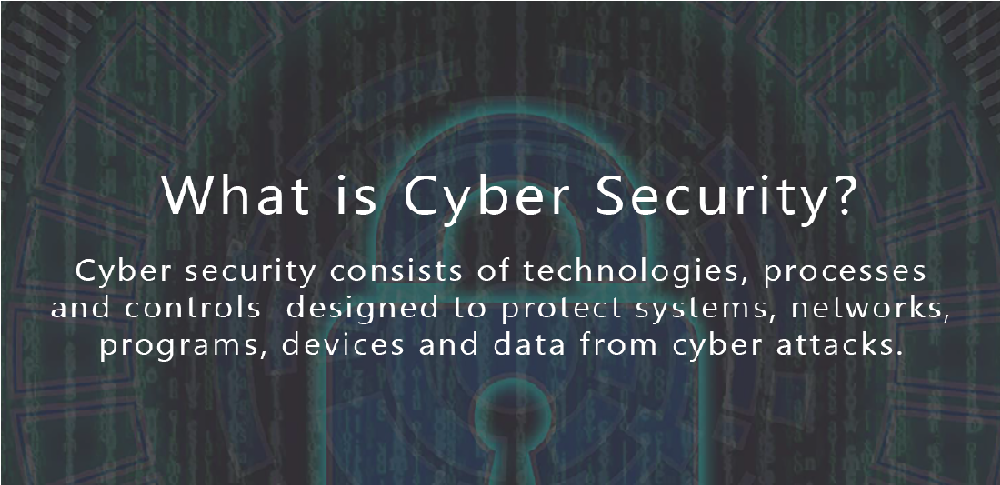 What is Cyber Security?
Cyber security consists of technologies, processes
and controls designed to protect systems, networks,
programs, devices and data from cyber attacks.